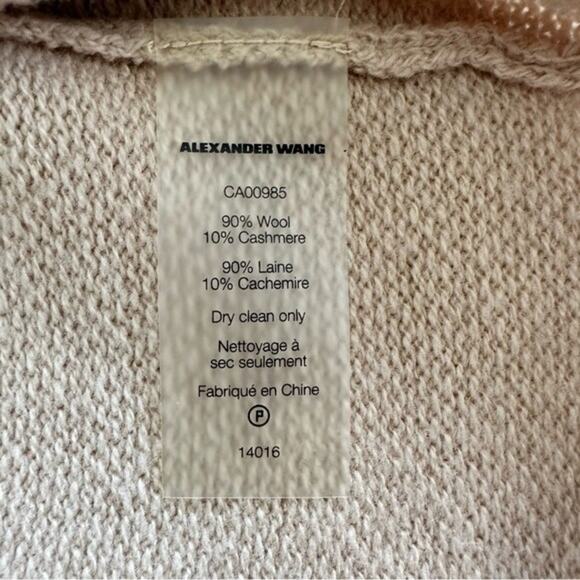 ALEXANDER WANG
CA00985
90% Wool
10% Cashmere
90% Laine
10% Cachemire
Dry clean only
Nettoyage à
sec seulement
Fabriqué en Chine
P
14016